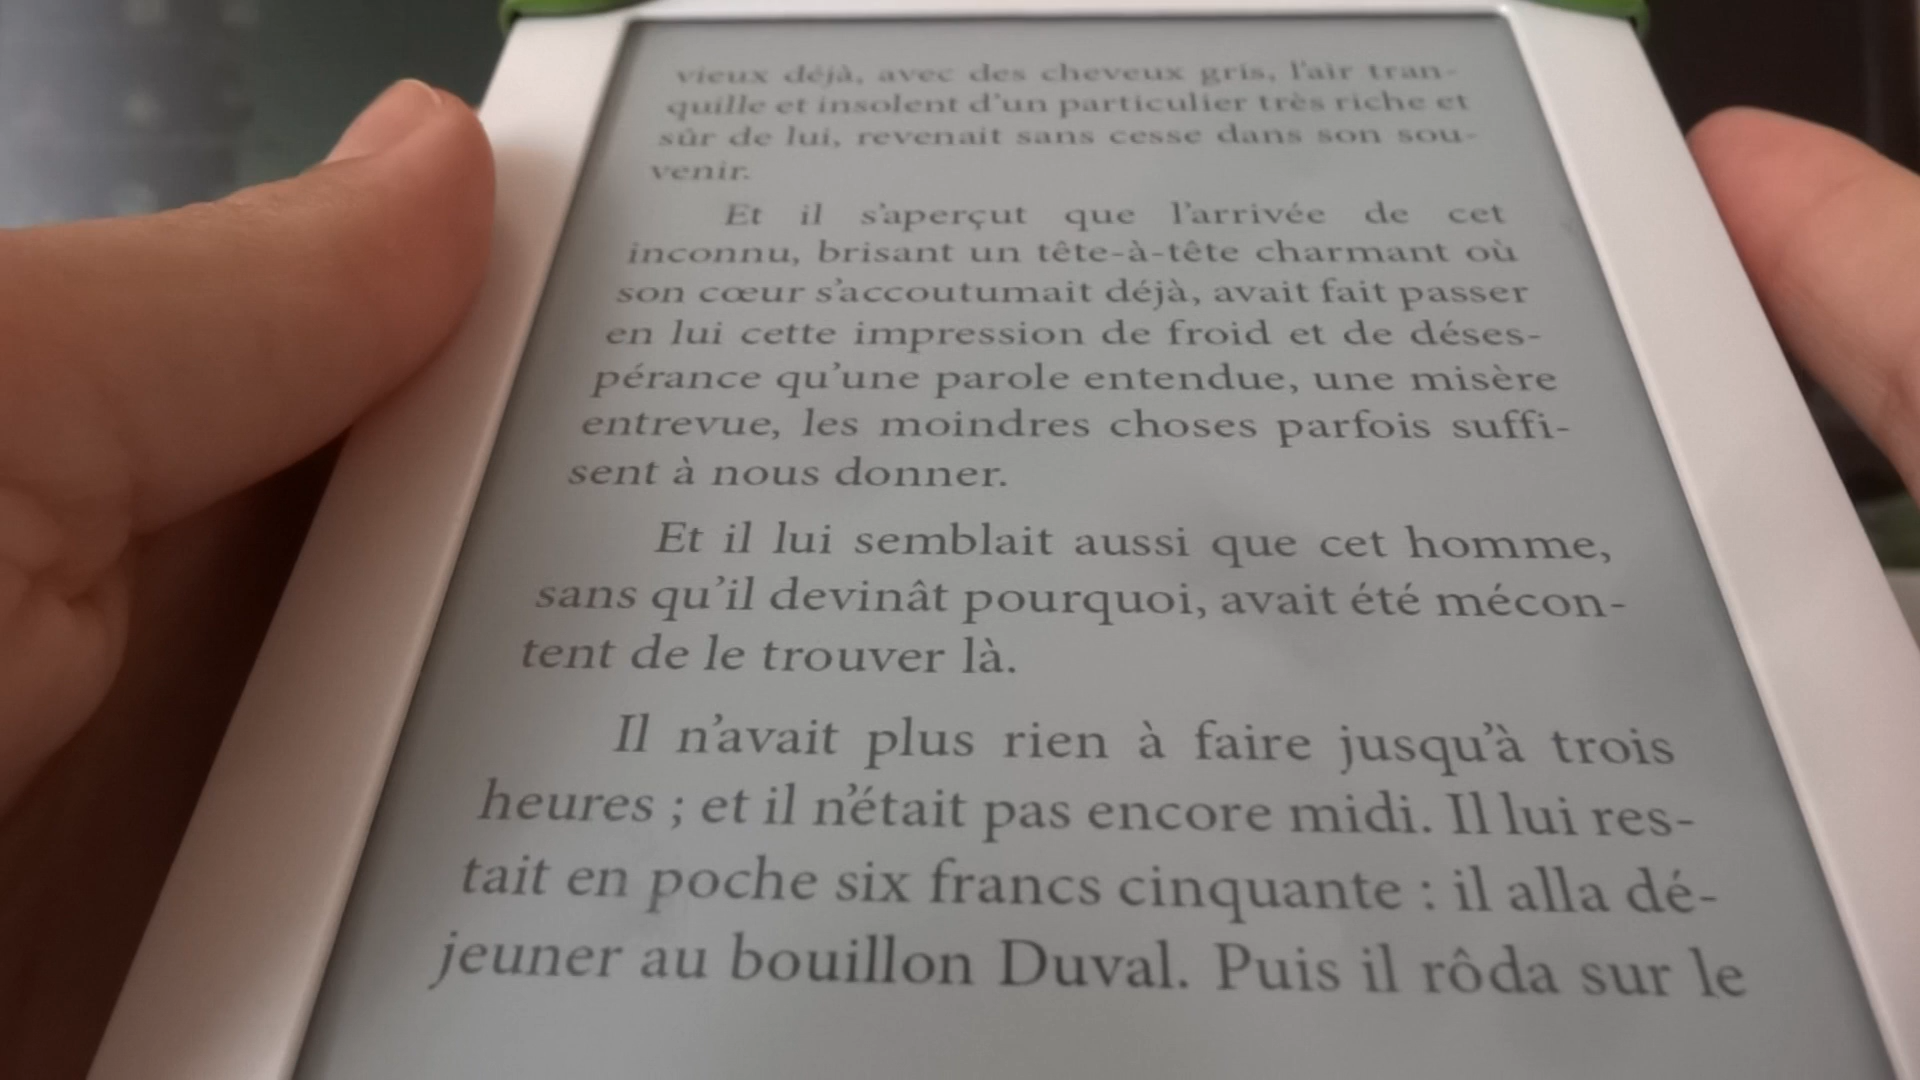 vieux déjà, avec des cheveux gris, l'air tran-
quille et insolent d'un particulier très riche et
sûr de lui, revenait sans cesse dans son sou-
venir.
Et il s'aperçut que l'arrivée de cet
inconnu, brisant un tête-à-tête charmant où
son cœur s'accoutumait déjà, avait fait passer
en lui cette impression de froid et de déses-
pérance qu'une parole entendue, une misère
entrevue, les moindres choses parfois suffi-
sent à nous donner.
Et il lui semblait aussi que cet homme,
sans qu'il devinât pourquoi, avait été mécon-
tent de le trouver là.
Il n'avait plus rien à faire jusqu'à trois
heures ; et il n'était pas encore midi. Il lui res-
tait en poche six francs cinquante : il alla dé-
jeuner au bouillon Duval. Puis il rôda sur le